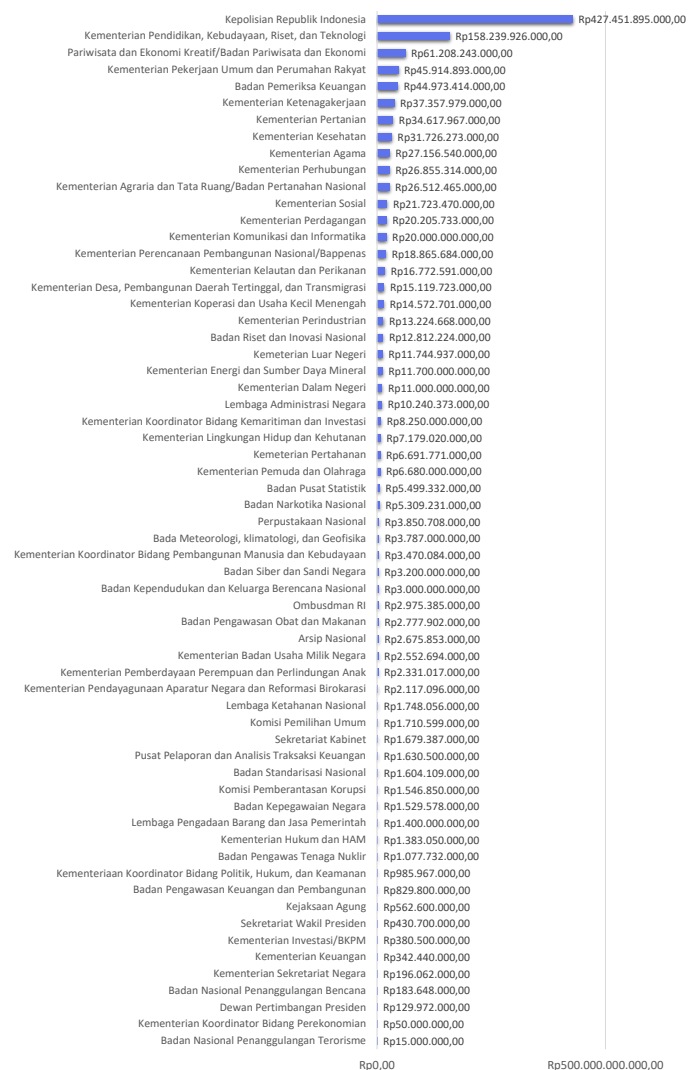 Kepolisian Republik Indonesia Rp427.451.895.000,00
Kementerian Pendidikan, Kebudayaan, Riset, dan Teknologi Rp158.239.926.000,00
Pariwisata dan Ekonomi Kreatif/Badan Pariwisata dan Ekonomi Rp61.208.243.000,00
Kementerian Pekerjaan Umum dan Perumahan Rakyat Rp45.914.893.000,00
Badan Pemeriksa Keuangan Rp44.973.414.000,00
Kementerian Ketenagakerjaan Rp37.357.979.000,00
Kementerian Pertanian Rp34.617.967.000,00
Kementerian Kesehatan Rp31.726.273.000,00
Kementerian Agama Rp27.156.540.000,00
Kementerian Perhubungan Rp26.855.314.000,00
Kementerian Agraria dan Tata Ruang/Badan Pertanahan Nasional Rp26.512.465.000,00
Kementerian Sosial Rp21.723.470.000,00
Kementerian Perdagangan Rp20.205.733.000,00
Kementerian Komunikasi dan Informatika Rp20.000.000.000,00
Kementerian Perencanaan Pembangunan Nasional/Bappenas Rp18.865.684.000,00
Kementerian Kelautan dan Perikanan Rp16.772.591.000,00
Kementerian Desa, Pembangunan Daerah Tertinggal, dan Transmigrasi Rp15.119.723.000,00
Kementerian Koperasi dan Usaha Kecil Menengah Rp14.572.701.000,00
Kementerian Perindustrian Rp13.224.668.000,00
Badan Riset dan Inovasi Nasional Rp12.812.224.000,00
Kemeterian Luar Negeri Rp11.744.937.000,00
Kementerian Energi dan Sumber Daya Mineral Rp11.700.000.000,00
Kementerian Dalam Negeri Rp11.000.000.000,00
Lembaga Administrasi Negara Rp10.240.373.000,00
Kementerian Koordinator Bidang Kemaritiman dan Investasi Rp8.250.000.000,00
Kementerian Lingkungan Hidup dan Kehutanan Rp7.179.020.000,00
Kemeterian Pertahanan Rp6.691.771.000,00
Kementerian Pemuda dan Olahraga Rp6.680.000.000,00
Badan Pusat Statistik Rp5.499.332.000,00
Badan Narkotika Nasional Rp5.309.231.000,00
Perpustakaan Nasional Rp3.850.708.000,00
Bada Meteorologi, klimatologi, dan Geofisika Rp3.787.000.000,00
Kementerian Koordinator Bidang Pembangunan Manusia dan Kebudayaan Rp3.470.084.000,00
Badan Siber dan Sandi Negara Rp3.200.000.000,00
Badan Kependudukan dan Keluarga Berencana Nasional Rp3.000.000.000,00
Ombusdman RI Rp2.975.385.000,00
Badan Pengawasan Obat dan Makanan Rp2.777.902.000,00
Arsip Nasional Rp2.675.853.000,00
Kementerian Badan Usaha Milik Negara Rp2.552.694.000,00
Kementerian Pemberdayaan Perempuan dan Perlindungan Anak Rp2.331.017.000,00
Kementerian Pendayagunaan Aparatur Negara dan Reformasi Birokarasi Rp2.117.096.000,00
Lembaga Ketahanan Nasional Rp1.748.056.000,00
Komisi Pemilihan Umum Rp1.710.599.000,00
Sekretariat Kabinet Rp1.679.387.000,00
Pusat Pelaporan dan Analisis Traksaksi Keuangan Rp1.630.500.000,00
Badan Standarisasi Nasional Rp1.604.109.000,00
Komisi Pemberantasan Korupsi Rp1.546.850.000,00
Badan Kepegawaian Negara Rp1.529.578.000,00
Lembaga Pengadaan Barang dan Jasa Pemerintah Rp1.400.000.000,00
Kementerian Hukum dan HAM Rp1.383.050.000,00
Badan Pengawas Tenaga Nuklir Rp1.077.732.000,00
Kementeriaan Koordinator Bidang Politik, Hukum, dan Keamanan Rp985.967.000,00
Badan Pengawasan Keuangan dan Pembangunan Rp829.800.000,00
Kejaksaan Agung Rp562.600.000,00
Sekretariat Wakil Presiden Rp430.700.000,00
Kementerian Investasi/BKPM Rp380.500.000,00
Kementerian Keuangan Rp342.440.000,00
Kementerian Sekretariat Negara Rp196.062.000,00
Badan Nasional Penanggulangan Bencana Rp183.648.000,00
Dewan Pertimbangan Presiden Rp129.972.000,00
Kementerian Koordinator Bidang Perekonomian Rp50.000.000,00
Badan Nasional Penanggulangan Terorisme Rp15.000.000,00
Rp0,00 Rp500.000.000.000,00